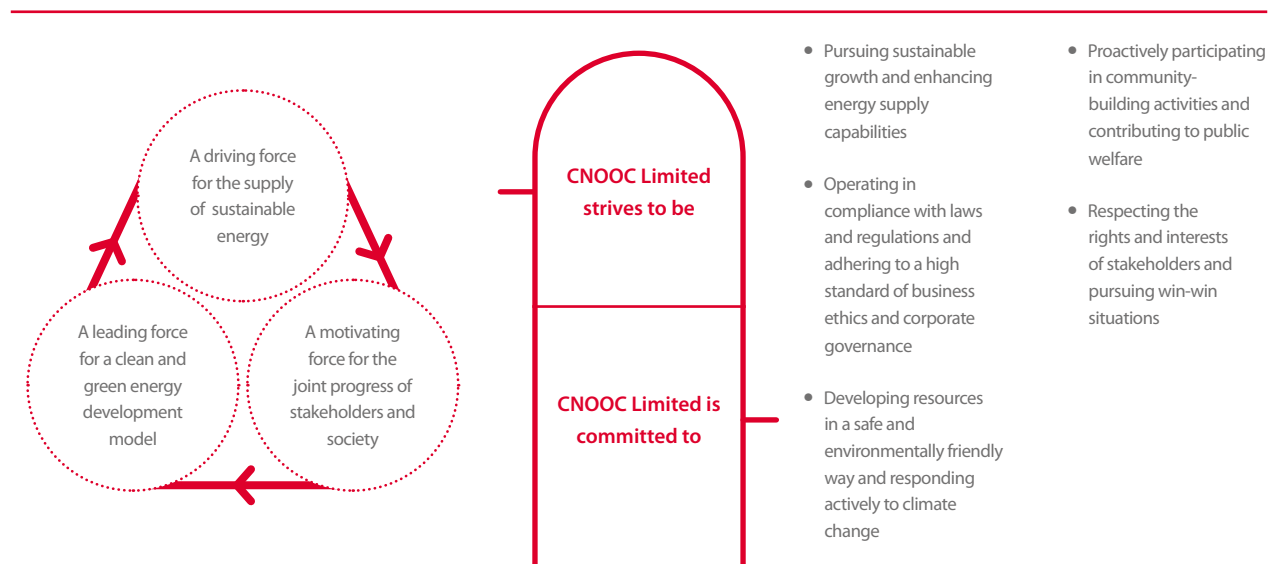 A driving force
for the supply
of sustainable
energy
A leading force
for a clean and
green energy
development
model
A motivating
force for the
joint progress of
stakeholders and
society
CNOOC Limited
strives to be
CNOOC Limited is
committed to
• Pursuing sustainable
growth and enhancing
energy supply
capabilities
• Operating in
compliance with laws
and regulations and
adhering to a high
standard of business
ethics and corporate
governance
• Developing resources
in a safe and
environmentally friendly
way and responding
actively to climate
change
• Proactively participating
in community-
building activities and
contributing to public
welfare
• Respecting the
rights and interests
of stakeholders and
pursuing win-win
situations